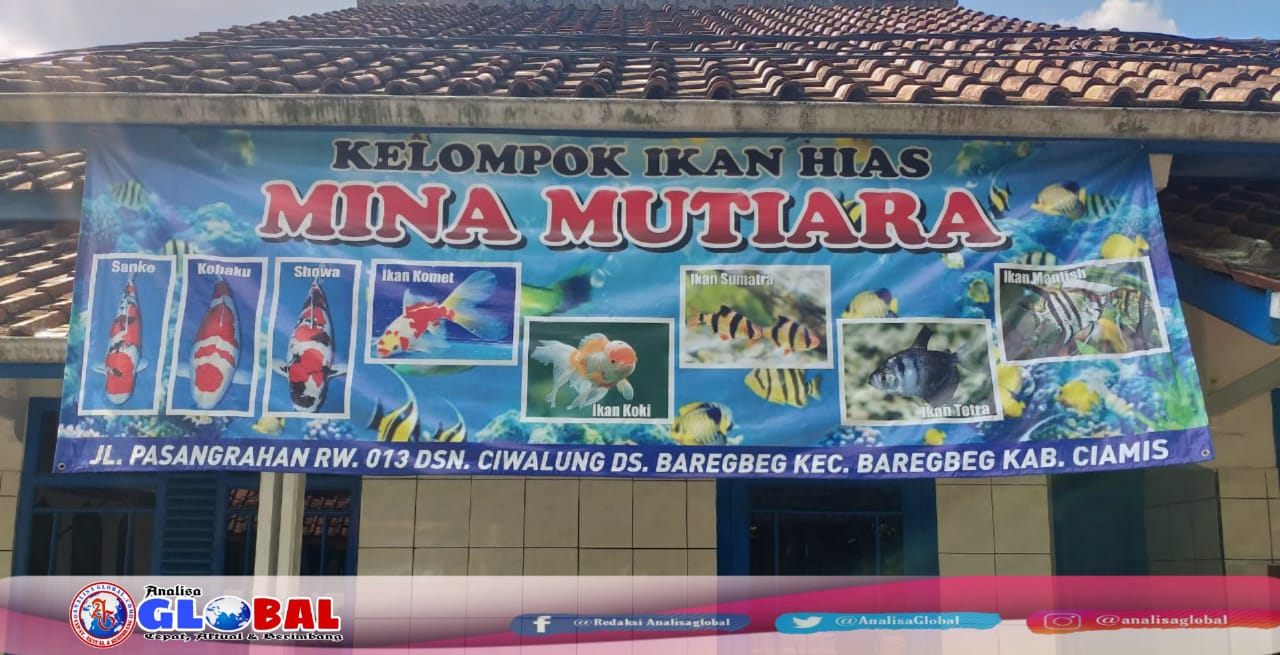 KELOMPOK IKAN HIAS
MINA MUTIARA
Sanke
Kohaku
Showa
Ikan Komet
Ikan Koki
Ikan Sumatra
Ikan Tetra
Ikan Manfish
JL. PASANGRAHAN RW. 013 DSN. CIWALUNG DS. BAREGBEG KEC. BAREGBEG KAB. CIAMIS
Analisa
GLOBAL
Cepat, Aktual & Berimbang
@Redaksi Analisaglobal
@AnalisaGlobal
@analisaglobal